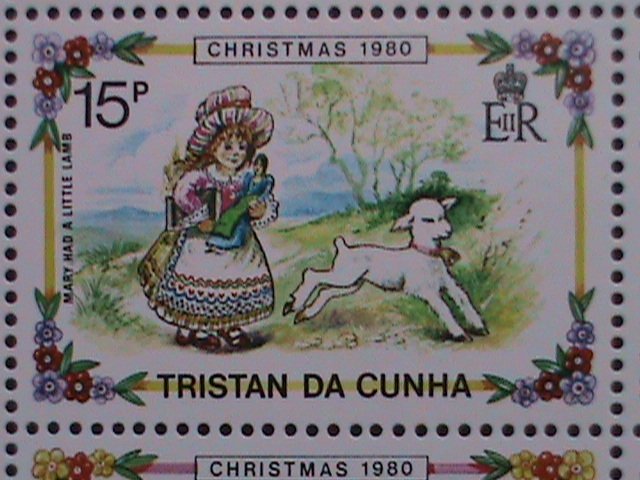 CHRISTMAS 1980
15P
EIIR
MARY HAD A LITTLE LAMB
TRISTAN DA CUNHA
CHRISTMAS 1980